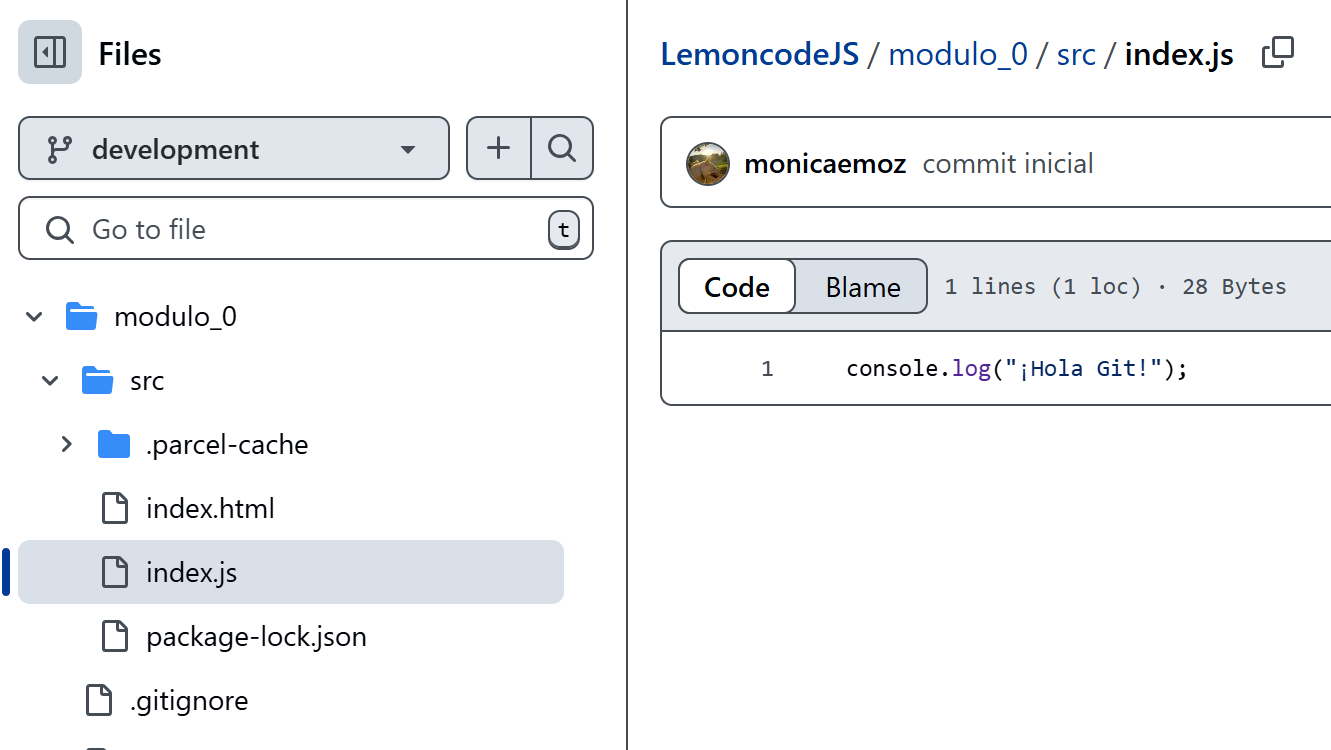 Files
development
Go to file
t
modulo_0
src
.parcel-cache
index.html
index.js
package-lock.json
.gitignore
LemoncodeJS / modulo_0 / src / index.js
monicaemoz commit inicial
Code Blame 1 lines (1 loc) · 28 Bytes
1 console.log("¡Hola Git!");